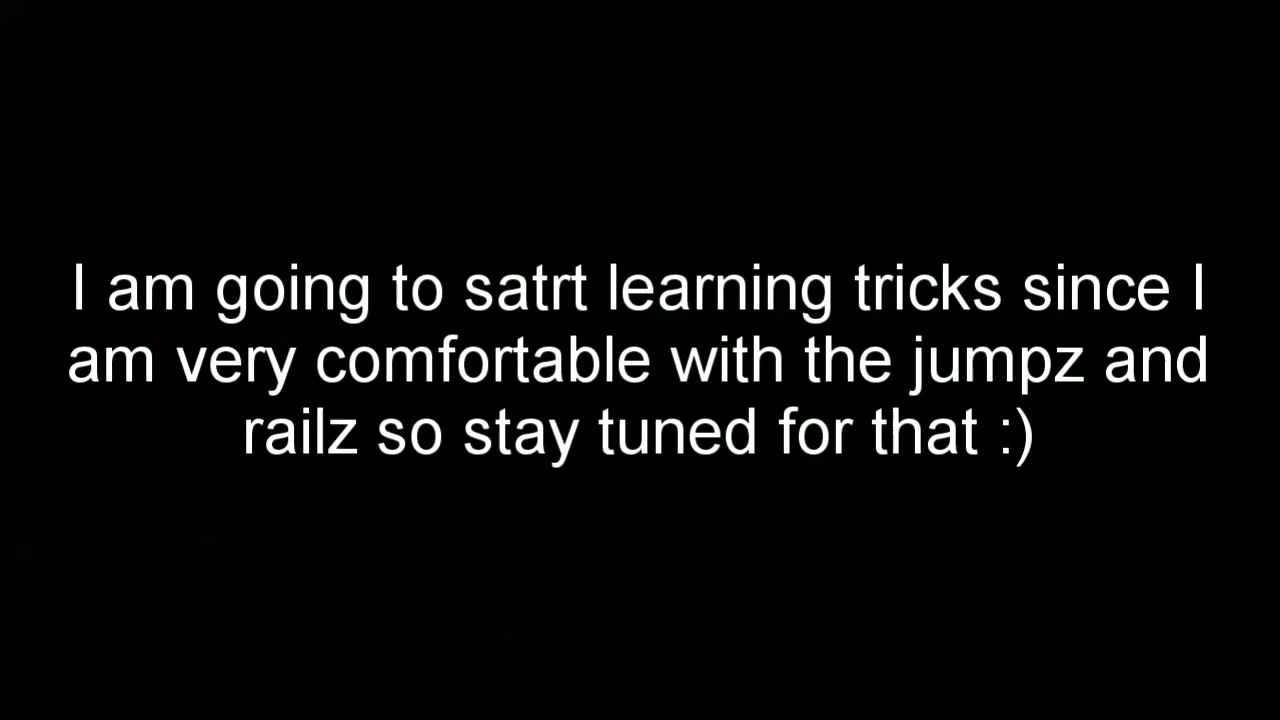 I am going to satrt learning tricks since I
am very comfortable with the jumpz and
railz so stay tuned for that :)